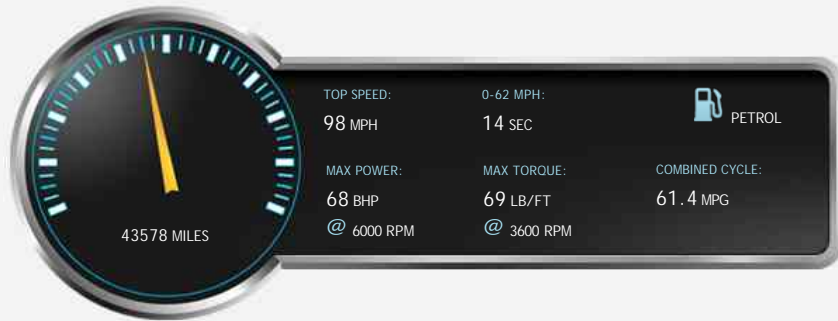 43578 MILES
TOP SPEED:
98 MPH
0-62 MPH:
14 SEC
PETROL
MAX POWER:
68 BHP
@ 6000 RPM
MAX TORQUE:
69 LB/FT
@ 3600 RPM
COMBINED CYCLE:
61.4 MPG